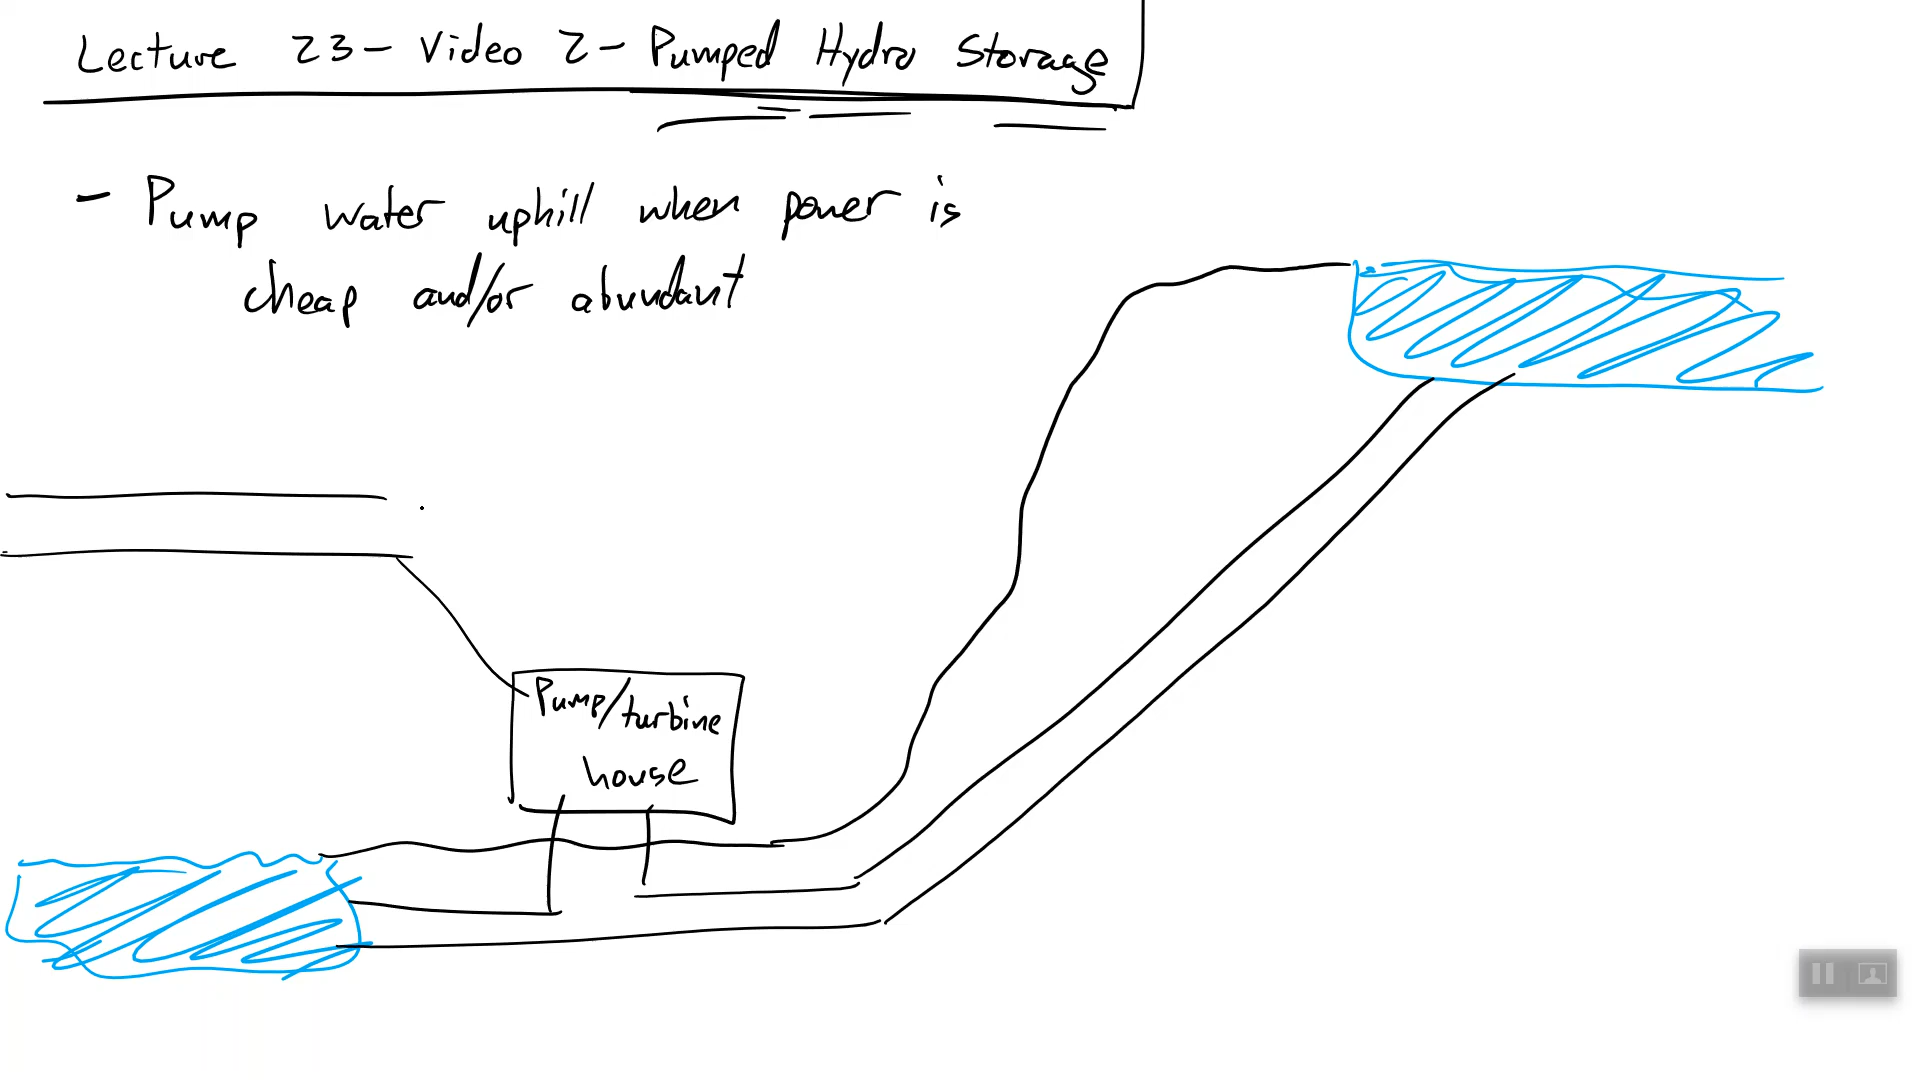 Lecture 23 - Video 2 - Pumped Hydro Storage
- Pump water uphill when power is
cheap and/or abundant
Pump/turbine
house